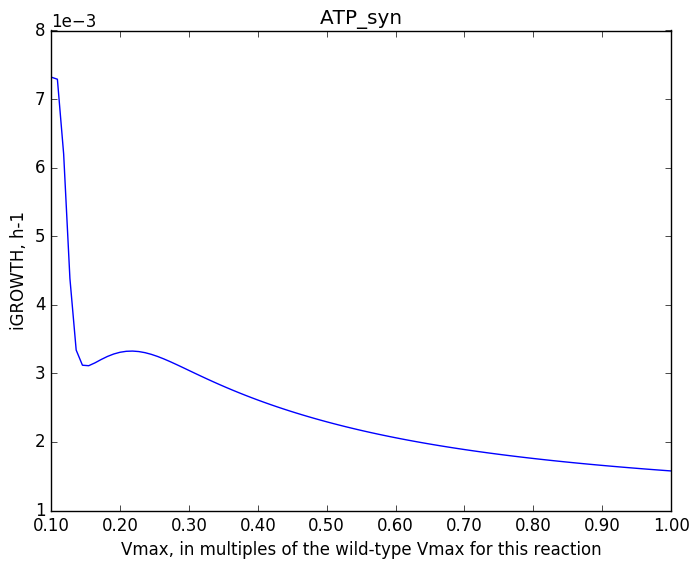 ATP_syn
1e−3
8
7
6
5
4
3
2
1
iGROWTH, h-1
0.10 0.20 0.30 0.40 0.50 0.60 0.70 0.80 0.90 1.00
Vmax, in multiples of the wild-type Vmax for this reaction